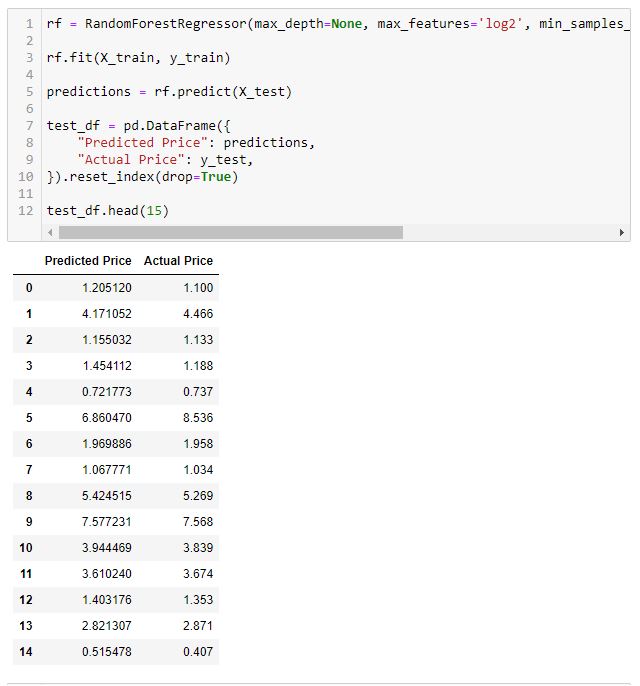 1 rf = RandomForestRegressor(max_depth=None, max_features='log2', min_samples_
2
3 rf.fit(X_train, y_train)
4
5 predictions = rf.predict(X_test)
6
7 test_df = pd.DataFrame({
8     "Predicted Price": predictions,
9     "Actual Price": y_test,
10 }).reset_index(drop=True)
11
12 test_df.head(15)
Predicted Price Actual Price
0 1.205120 1.100
1 4.171052 4.466
2 1.155032 1.133
3 1.454112 1.188
4 0.721773 0.737
5 6.860470 8.536
6 1.969886 1.958
7 1.067771 1.034
8 5.424515 5.269
9 7.577231 7.568
10 3.944469 3.839
11 3.610240 3.674
12 1.403176 1.353
13 2.821307 2.871
14 0.515478 0.407